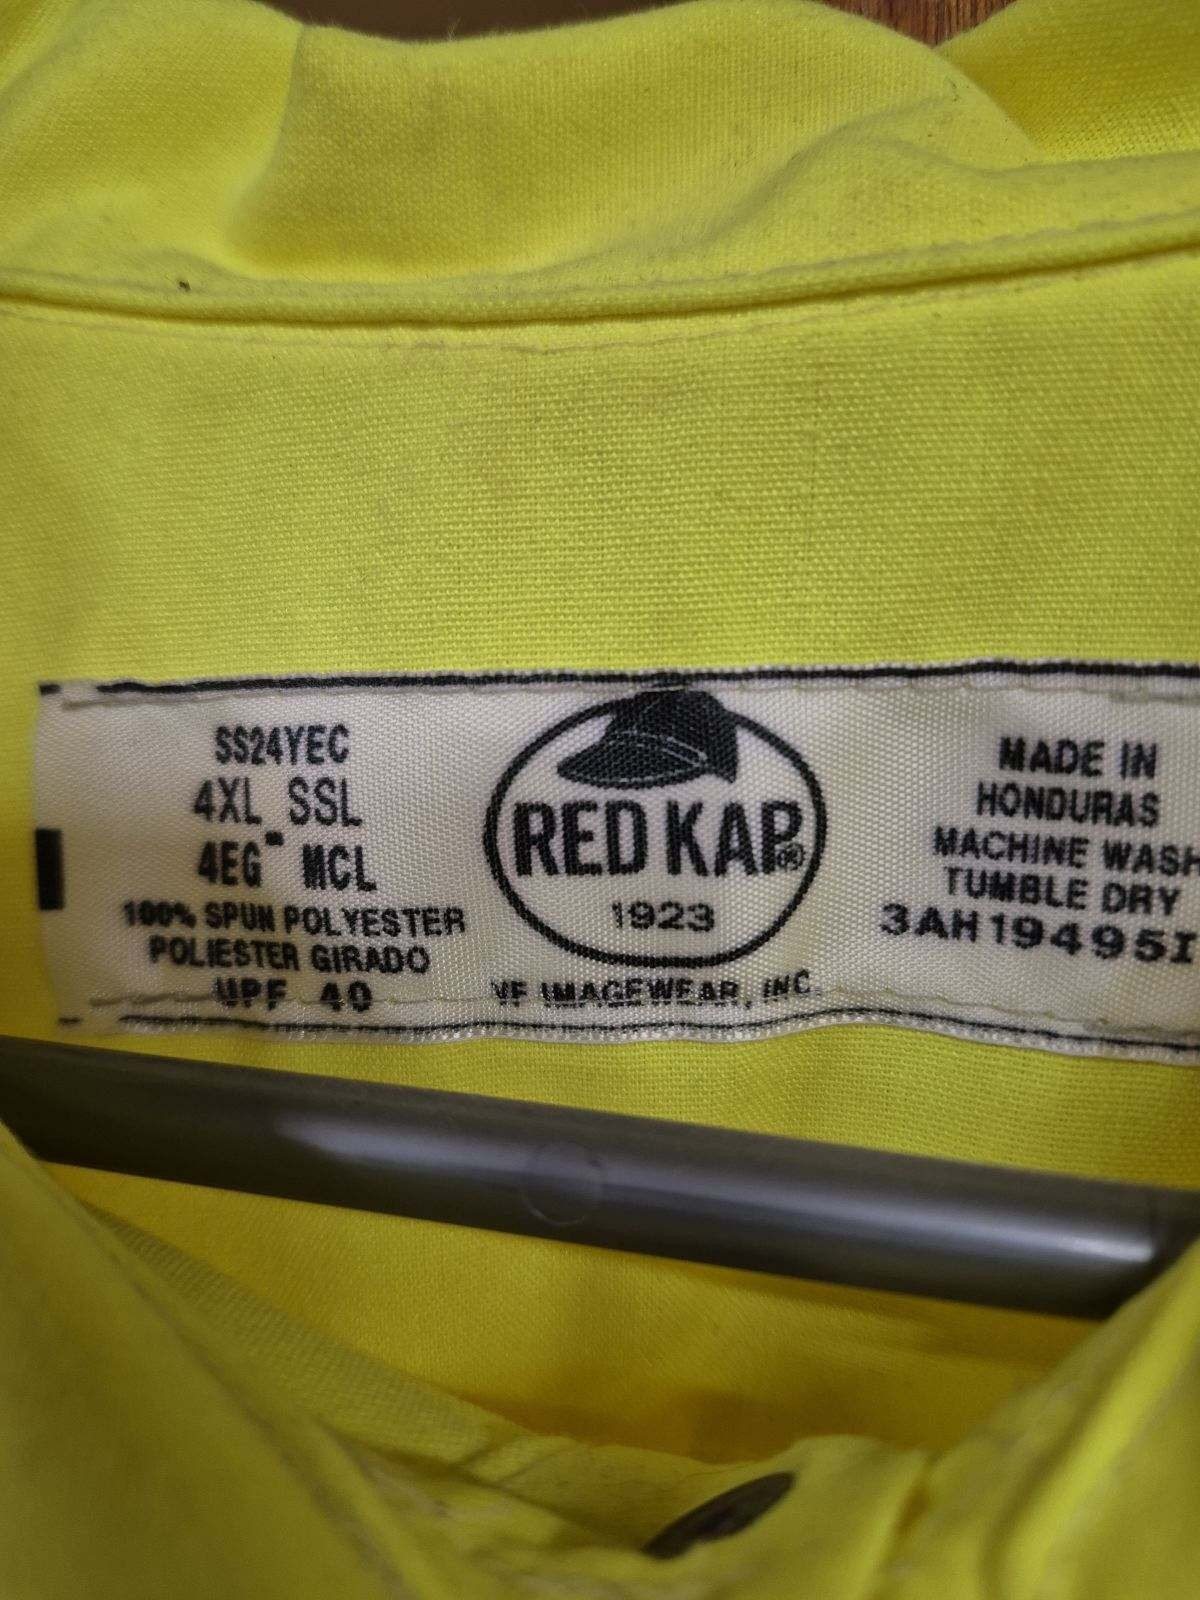 SS24YEC
4XL SSL
4EG MCL
100% SPUN POLYESTER
POLIESTER GIRADO
UPF 40
RED KAP®
1923
VF IMAGEWEAR, INC.
MADE IN
HONDURAS
MACHINE WASH
TUMBLE DRY
3AH19495I